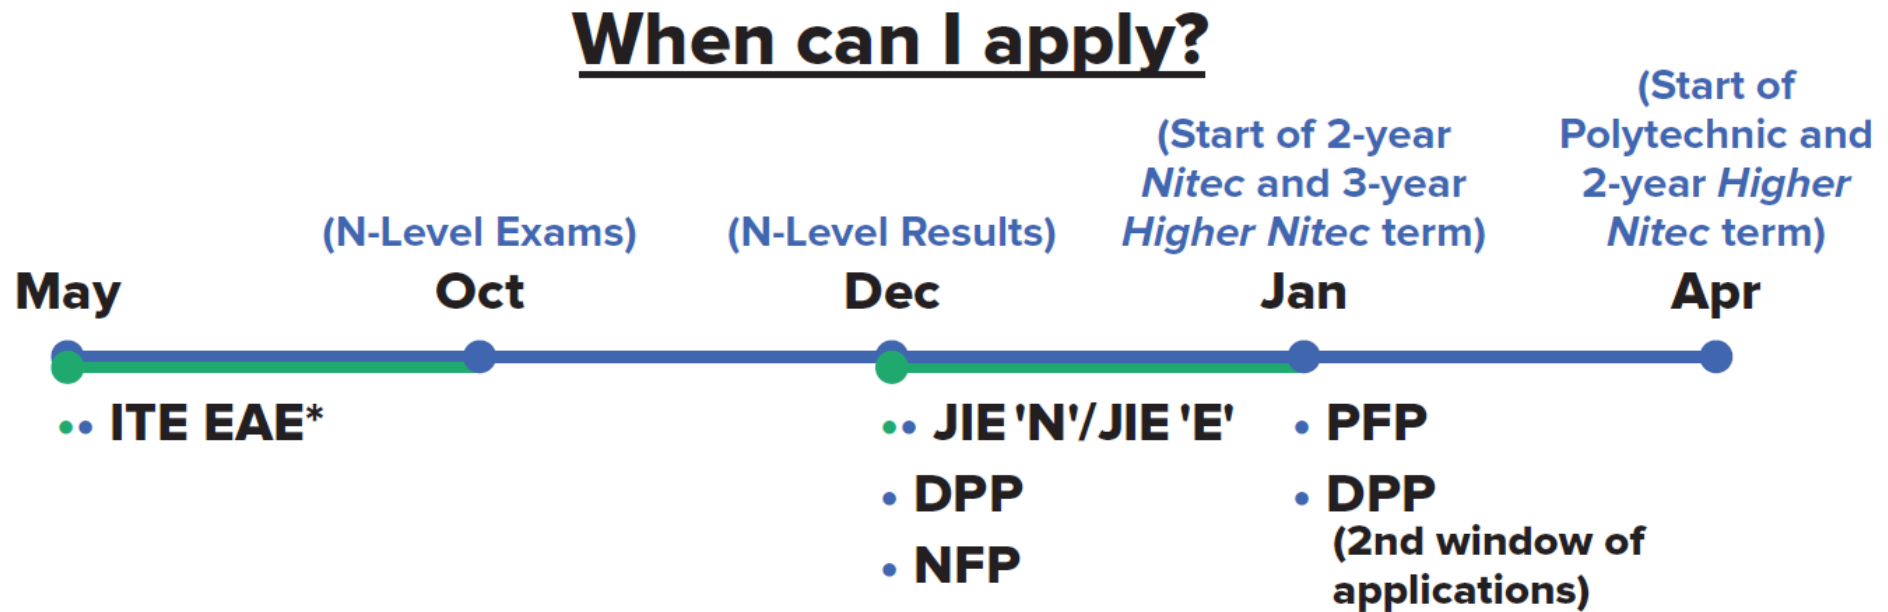 When can I apply?
(Start of
Polytechnic and
2-year Higher
Nitec term)
(Start of 2-year
Nitec and 3-year
Higher Nitec term)
(N-Level Exams)
(N-Level Results)
May
Oct
Dec
Jan
Apr
•• ITE EAE*
•• JIE 'N'/JIE 'E'
• DPP
• NFP
• PFP
• DPP
(2nd window of
applications)